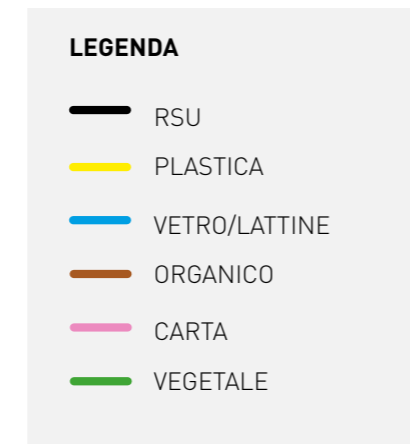 LEGENDA
RSU
PLASTICA
VETRO/LATTINE
ORGANICO
CARTA
VEGETALE